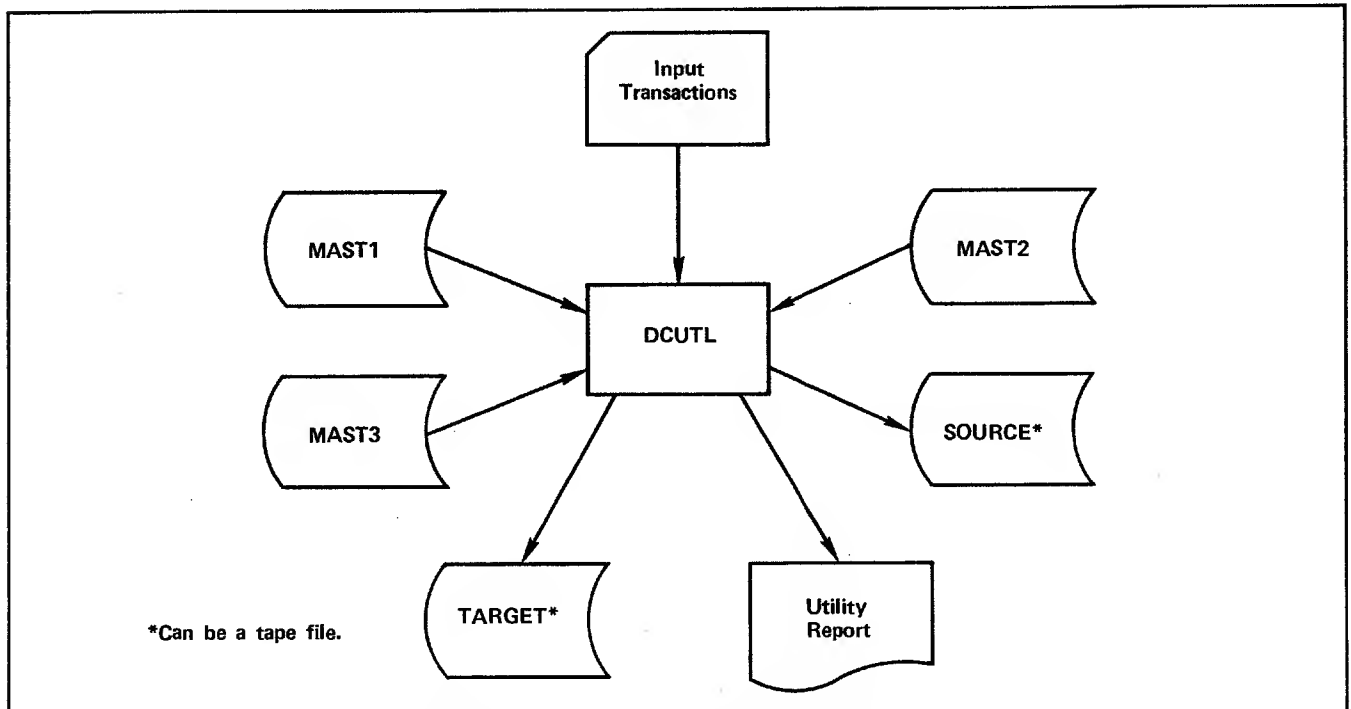 Input
Transactions
MAST1
MAST2
DCUTL
MAST3
SOURCE*
TARGET*
Utility
Report
*Can be a tape file.